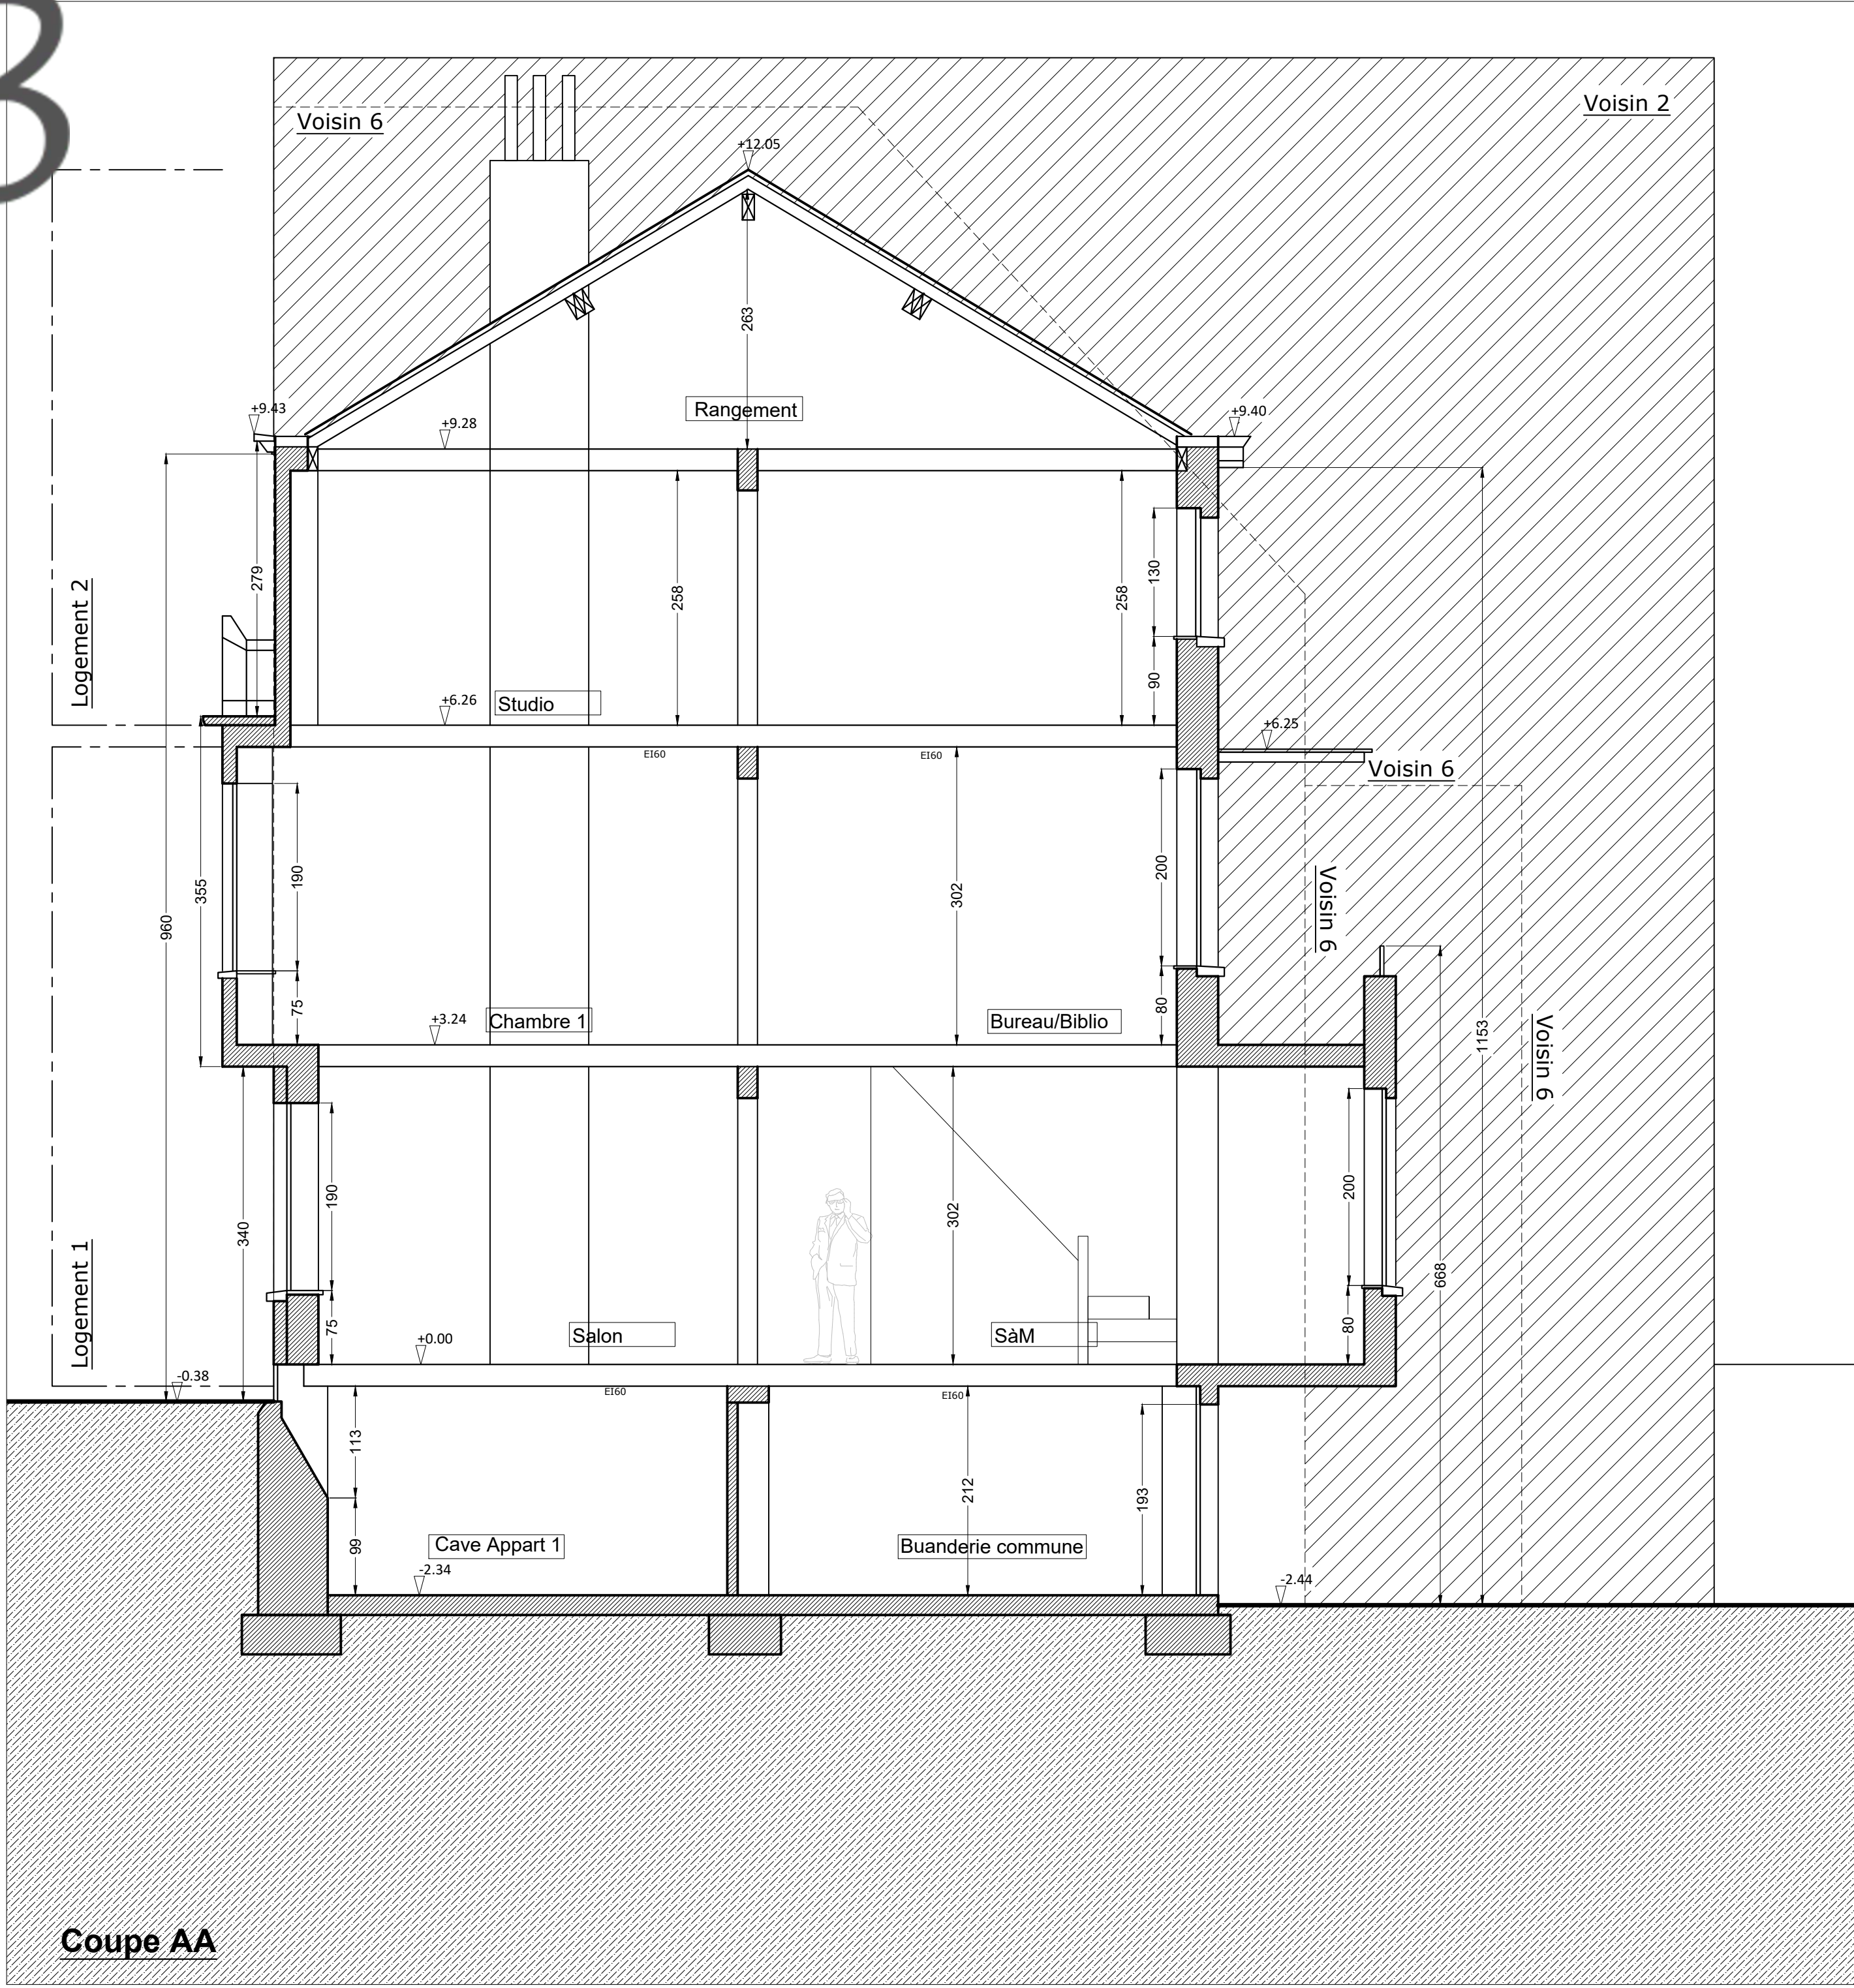 Voisin 6
Voisin 2
+12.05
263
Rangement
+9.43
+9.28
+9.40
279
258
258
130
90
Logement 2
+6.26
Studio
+6.25
EI60
EI60
Voisin 6
960
355
190
302
200
Voisin 6
75
+3.24
Chambre 1
Bureau/Biblio
80
1153
Voisin 6
340
190
302
200
668
Logement 1
75
+0.00
Salon
SàM
80
-0.38
EI60
EI60
113
212
193
99
Cave Appart 1
Buanderie commune
-2.34
-2.44
Coupe AA